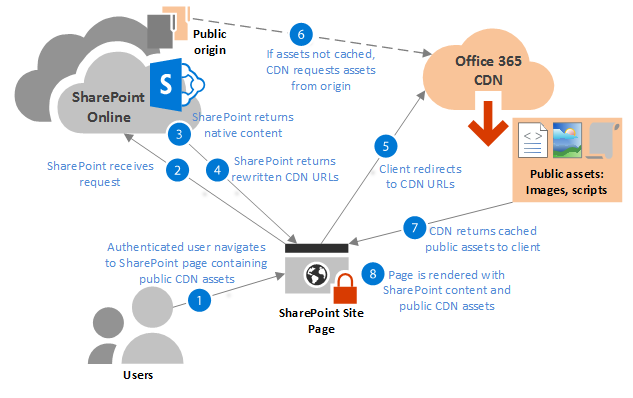 Public
origin
6
If assets not cached,
CDN requests assets
from origin
Office 365
CDN
SharePoint
Online
S
3
SharePoint returns
native content
4
SharePoint returns
rewritten CDN URLs
2
SharePoint receives
request
5
Client redirects
to CDN URLs
<>
Public assets:
Images, scripts
7
CDN returns cached
public assets to client
Authenticated user navigates
to SharePoint page containing
public CDN assets
1
8
Page is rendered with
SharePoint content and
public CDN assets
SharePoint Site
Page
Users